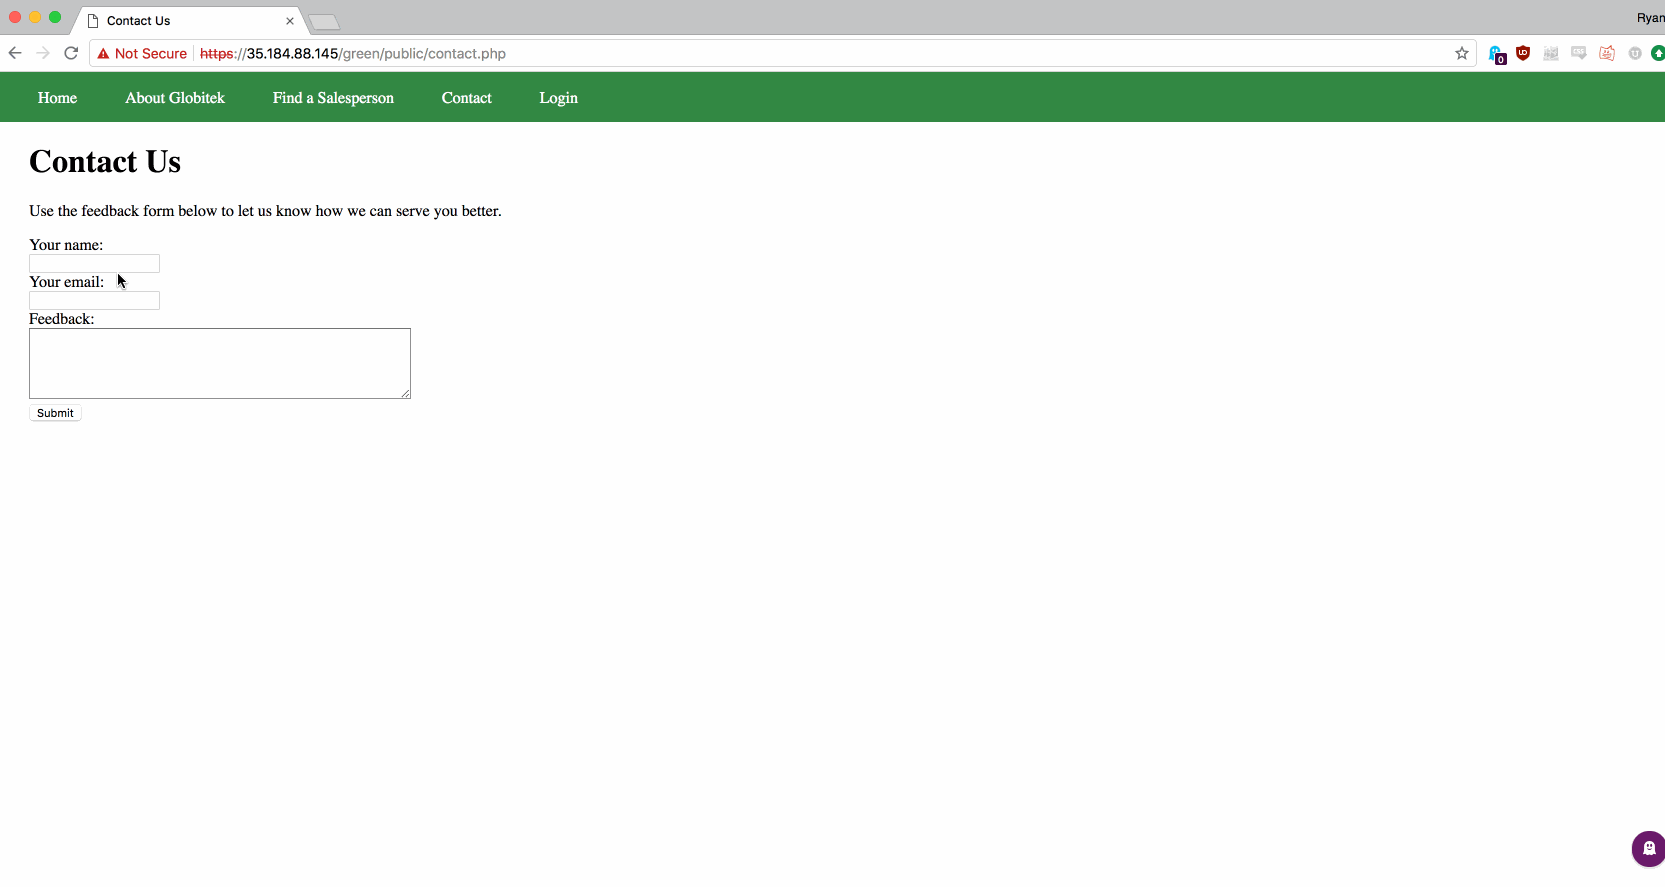 Contact Us
Ryan
Not Secure https://35.184.88.145/green/public/contact.php
0
Home About Globitek Find a Salesperson Contact Login
Contact Us
Use the feedback form below to let us know how we can serve you better.
Your name:
Your email:
Feedback:
Submit